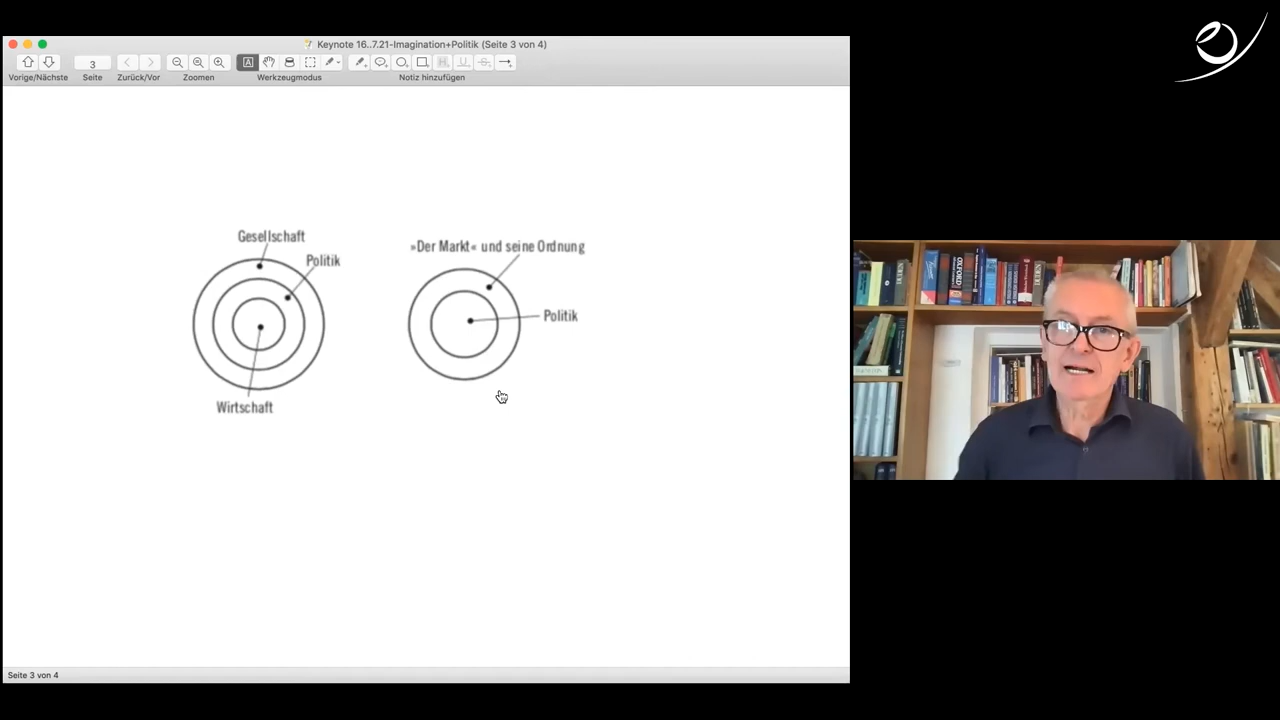 Keynote 16..7.21-Imagination+Politik (Seite 3 von 4)
3
Vorige/Nächste Seite Zurück/Vor Zoomen Werkzeugmodus Notiz hinzufügen
Gesellschaft
Politik
Wirtschaft
»Der Markt« und seine Ordnung
Politik
Seite 3 von 4
OXFORD